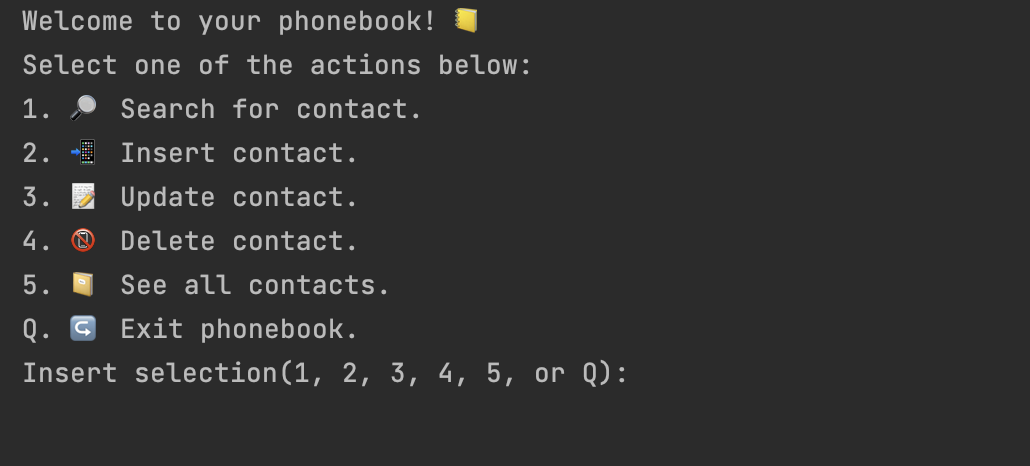 Welcome to your phonebook! 📒
Select one of the actions below:
1. 🔎 Search for contact.
2. 📲 Insert contact.
3. 📝 Update contact.
4. 📵 Delete contact.
5. 📁 See all contacts.
Q. ↪️ Exit phonebook.
Insert selection(1, 2, 3, 4, 5, or Q):